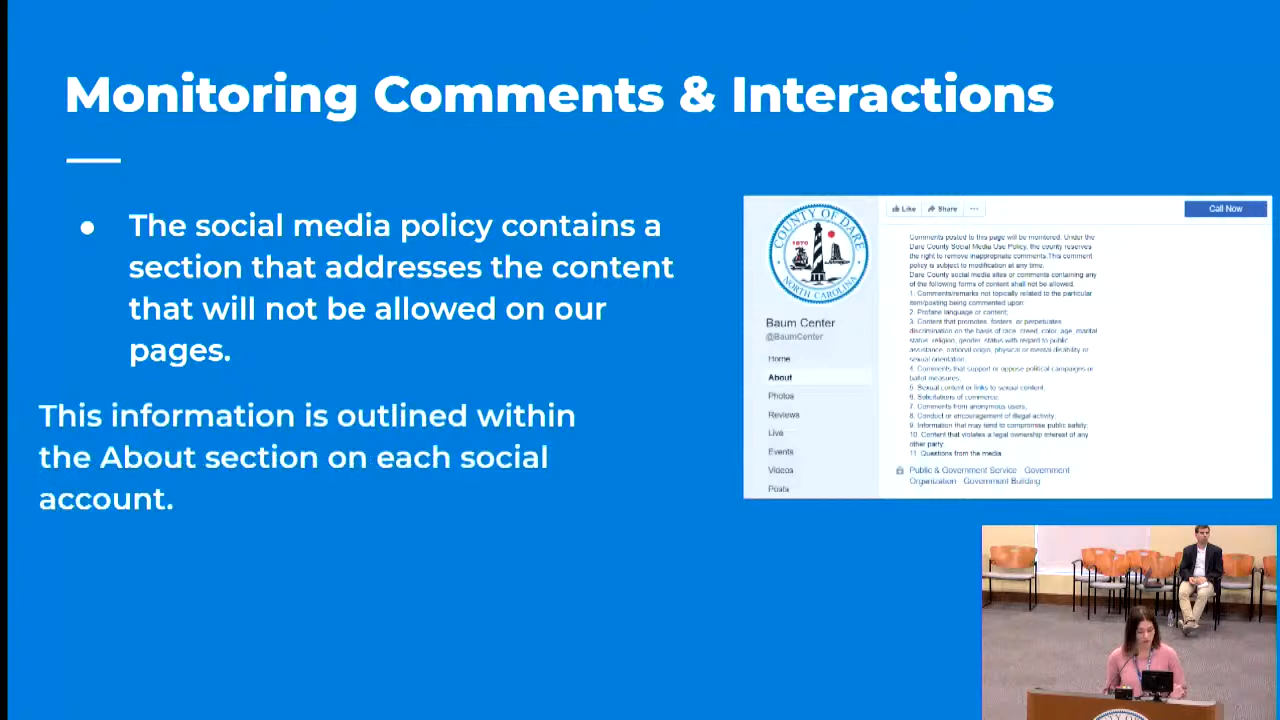 Monitoring Comments & Interactions
● The social media policy contains a
section that addresses the content
that will not be allowed on our
pages.
This information is outlined within
the About section on each social
account.
COUNTY OF DARE
1870
NORTH CAROLINA
Baum Center
@BaumCenter
Home
About
Photos
Reviews
Live
Events
Videos
Posts
Like Share ...
Call Now
Comments posted to this page will be monitored. Under the
Dare County Social Media Use Policy, the county reserves
the right to remove inappropriate comments.This comment
policy is subject to modification at any time.
Dare County social media sites or comments containing any
of the following forms of content shall not be allowed.
1. Comments/remarks not topically related to the particular
item/posting being commented upon:
2. Profane language or content;
3. Content that promotes, fosters, or perpetuates
discrimination on the basis of race, creed, color, age, marital
status, religion, gender, status with regard to public
assistance, national origin, physical or mental disability or
sexual orientation;
4. Comments that support or oppose political campaigns or
ballot measures;
5. Sexual content or links to sexual content;
6. Solicitations of commerce;
7. Comments from anonymous users;
8. Conduct or encouragement of illegal activity;
9. Information that may tend to compromise public safety;
10. Content that violates a legal ownership interest of any
other party.
11. Questions from the media.
Public & Government Service · Government
Organization · Government Building